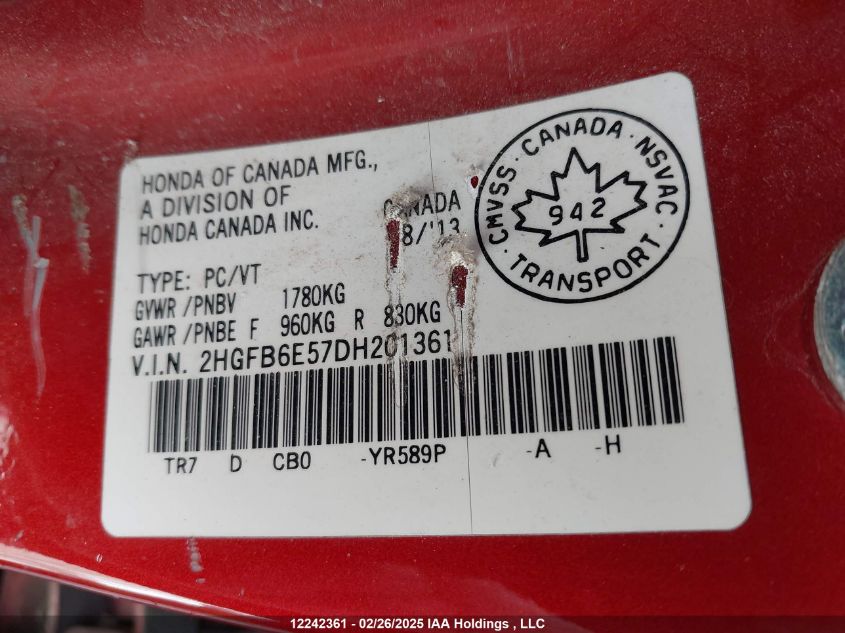 HONDA OF CANADA MFG.,
A DIVISION OF
HONDA CANADA INC.
CANADA
8/'13
TYPE: PC/VT
GVWR /PNBV 1780KG
GAWR /PNBE F 960KG R 830KG
V.I.N. 2HGFB6E57DH201361
TR7 D CB0 -YR589P -A -H
CMVSS · CANADA · NSVAC
942
· TRANSPORT ·
12242361 - 02/26/2025 IAA Holdings , LLC